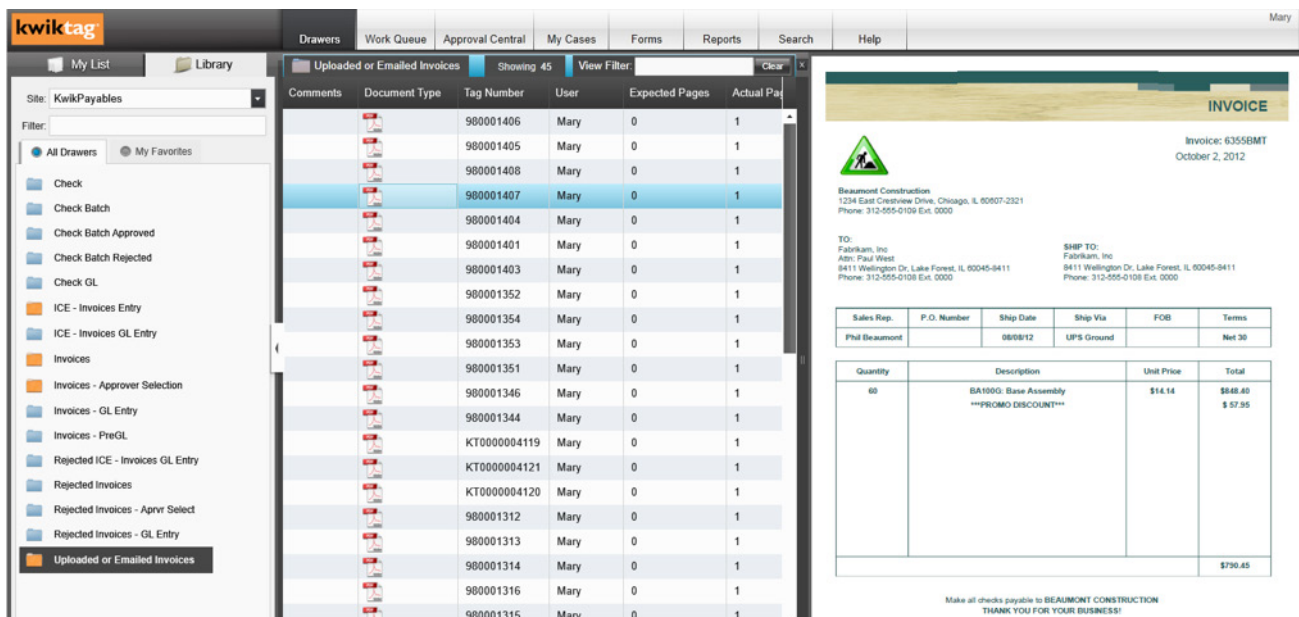 kwiktag
Mary
Drawers Work Queue Approval Central My Cases Forms Reports Search Help
My List Library
Site: KwikPayables
Filter:
All Drawers My Favorites
Check
Check Batch
Check Batch Approved
Check Batch Rejected
Check GL
ICE - Invoices Entry
ICE - Invoices GL Entry
Invoices
Invoices - Approver Selection
Invoices - GL Entry
Invoices - PreGL
Rejected ICE - Invoices GL Entry
Rejected Invoices
Rejected Invoices - Aprvr Select
Rejected Invoices - GL Entry
Uploaded or Emailed Invoices
Uploaded or Emailed Invoices Showing 45 View Filter: Clear x
Comments Document Type Tag Number User Expected Pages Actual Pag
980001406 Mary 0 1
980001405 Mary 0 1
980001408 Mary 0 1
980001407 Mary 0 1
980001404 Mary 0 1
980001401 Mary 0 1
980001403 Mary 0 1
980001352 Mary 0 1
980001354 Mary 0 1
980001353 Mary 0 1
980001351 Mary 0 1
980001346 Mary 0 1
980001344 Mary 0 1
KT0000004119 Mary 0 1
KT0000004121 Mary 0 1
KT0000004120 Mary 0 1
980001312 Mary 0 1
980001313 Mary 0 1
980001314 Mary 0 1
980001316 Mary 0 1
980001315 Mary 0 1
INVOICE
Invoice: 6355BMT
October 2, 2012
Beaumont Construction
1234 East Crestview Drive, Chicago, IL 60607-2321
Phone: 312-555-0109 Ext. 0000
TO:
Fabrikam, Inc
Attn: Paul West
8411 Wellington Dr, Lake Forest, IL 60045-8411
Phone: 312-555-0108 Ext. 0000
SHIP TO:
Fabrikam, Inc
8411 Wellington Dr, Lake Forest, IL 60045-8411
Phone: 312-555-0108 Ext. 0000
Sales Rep. P.O. Number Ship Date Ship Via FOB Terms
Phil Beaumont 08/08/12 UPS Ground Net 30
Quantity Description Unit Price Total
60 BA100G: Base Assembly $14.14 $848.40
***PROMO DISCOUNT*** $ 57.95
$790.45
Make all checks payable to BEAUMONT CONSTRUCTION
THANK YOU FOR YOUR BUSINESS!